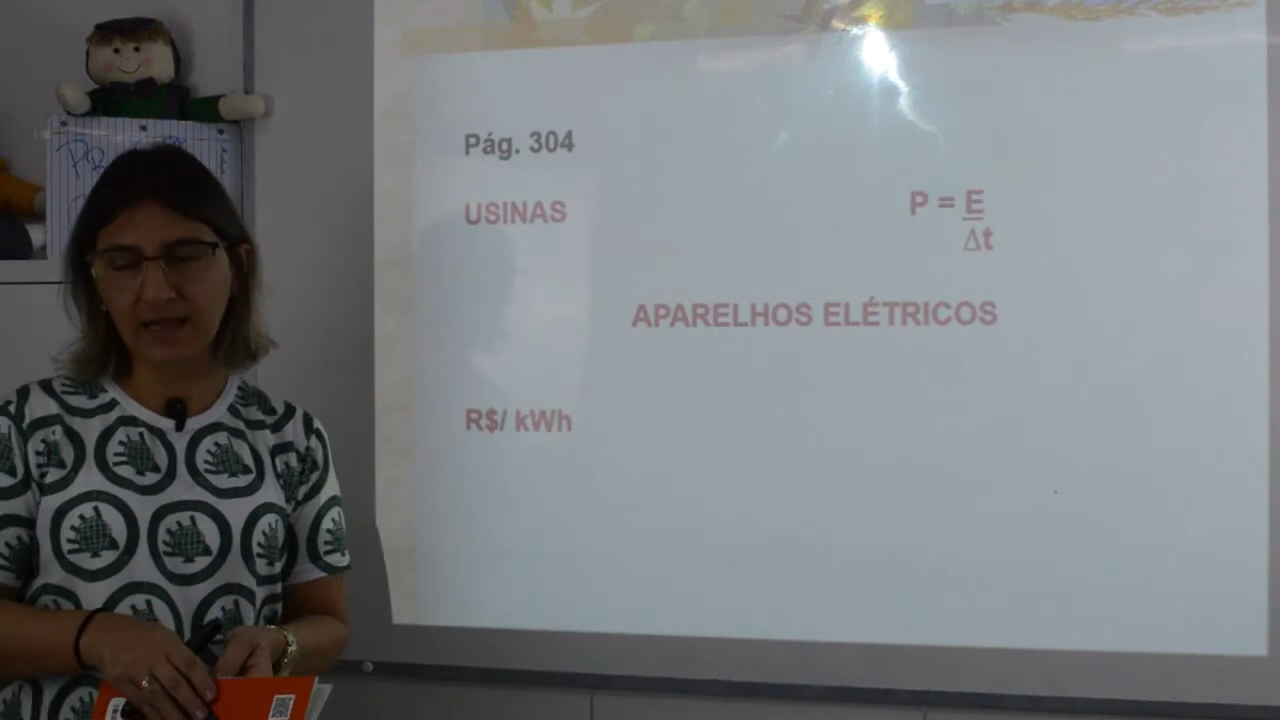 Pág. 304
USINAS
P = E
Δt
APARELHOS ELÉTRICOS
R$/ kWh